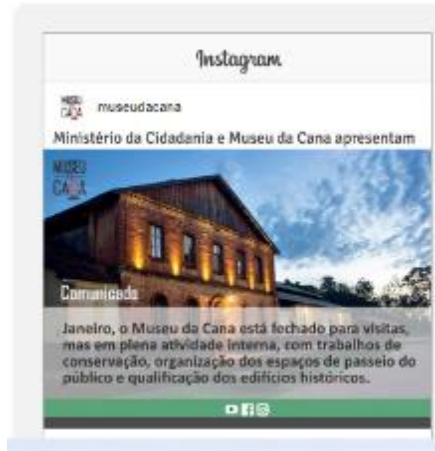 Instagram
MUSEU
CANA
museudacana
Ministério da Cidadania e Museu da Cana apresentam
MUSEU
CANA
Comunicado
Janeiro, o Museu da Cana está fechado para visitas,
mas em plena atividade interna, com trabalhos de
conservação, organização dos espaços de passeio do
público e qualificação dos edifícios históricos.